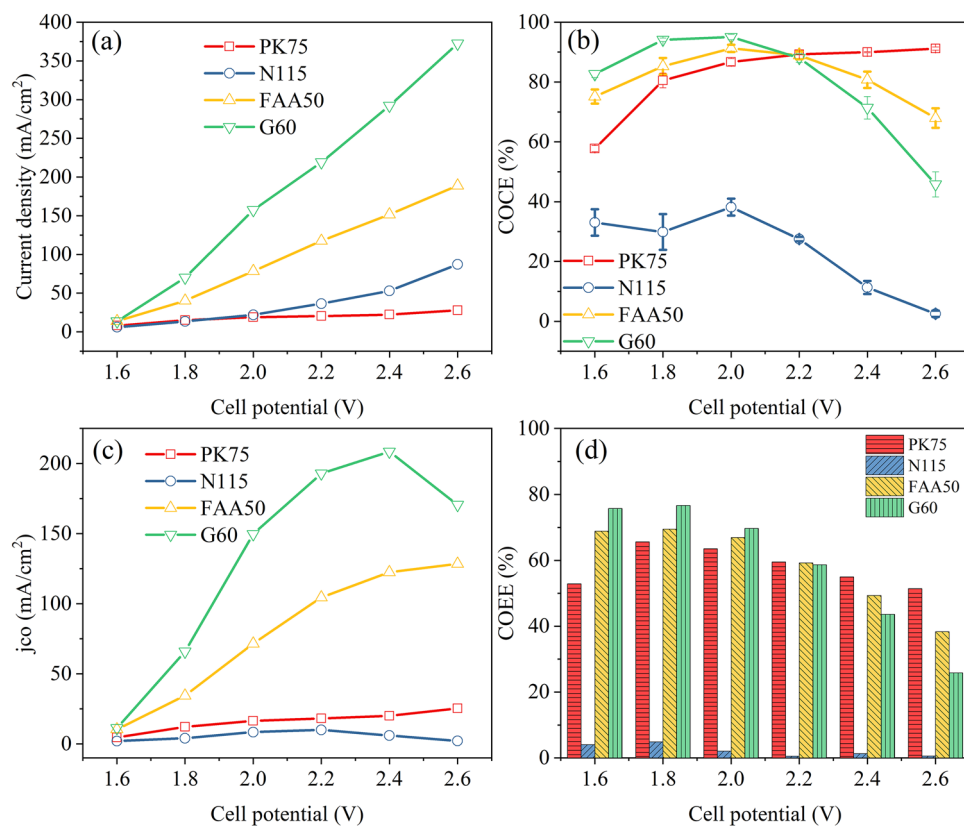 (a)
PK75
N115
FAA50
G60
400
350
300
250
200
150
100
50
0
Current density (mA/cm²)
1.6 1.8 2.0 2.2 2.4 2.6
Cell potential (V)
(b)
100
80
60
40
20
0
COCE (%)
PK75
N115
FAA50
G60
1.6 1.8 2.0 2.2 2.4 2.6
Cell potential (V)
(c)
PK75
N115
FAA50
G60
200
150
100
50
0
jco (mA/cm²)
1.6 1.8 2.0 2.2 2.4 2.6
Cell potential (V)
(d)
PK75
N115
FAA50
G60
100
80
60
40
20
0
COEE (%)
1.6 1.8 2.0 2.2 2.4 2.6
Cell potential (V)